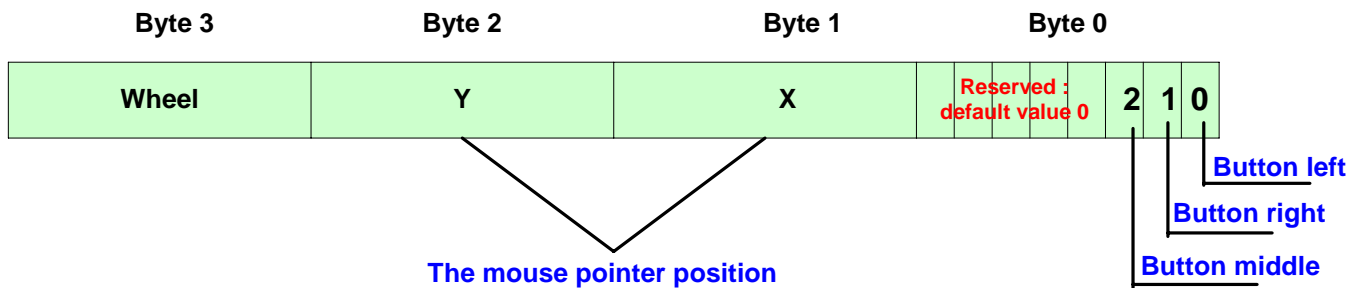 Byte 3 Byte 2 Byte 1 Byte 0
Wheel Y X Reserved : 2 1 0
default value 0
Button left
Button right
The mouse pointer position
Button middle